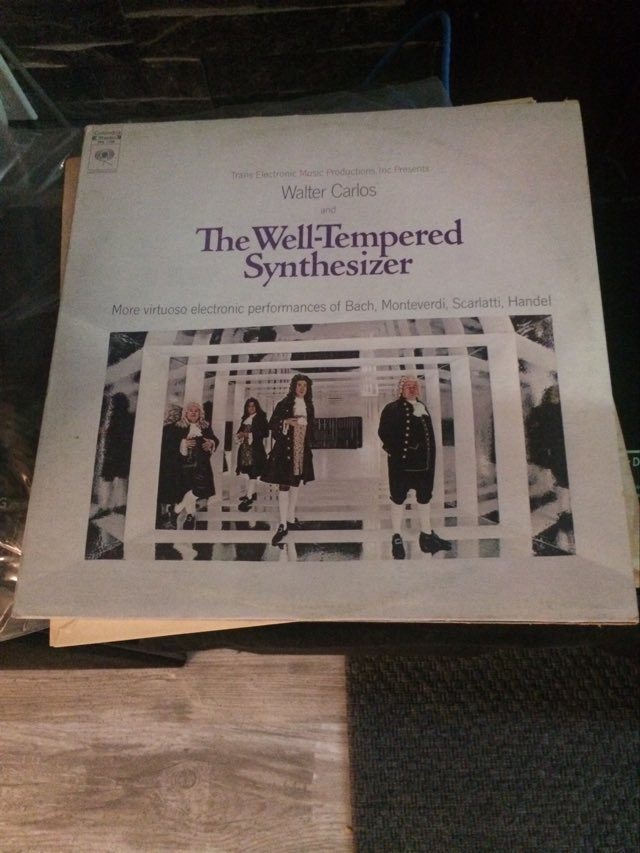 Columbia
Trans-Electronic Music Productions, Inc. Presents
Walter Carlos
and
The Well-Tempered
Synthesizer
More virtuoso electronic performances of Bach, Monteverdi, Scarlatti, Handel